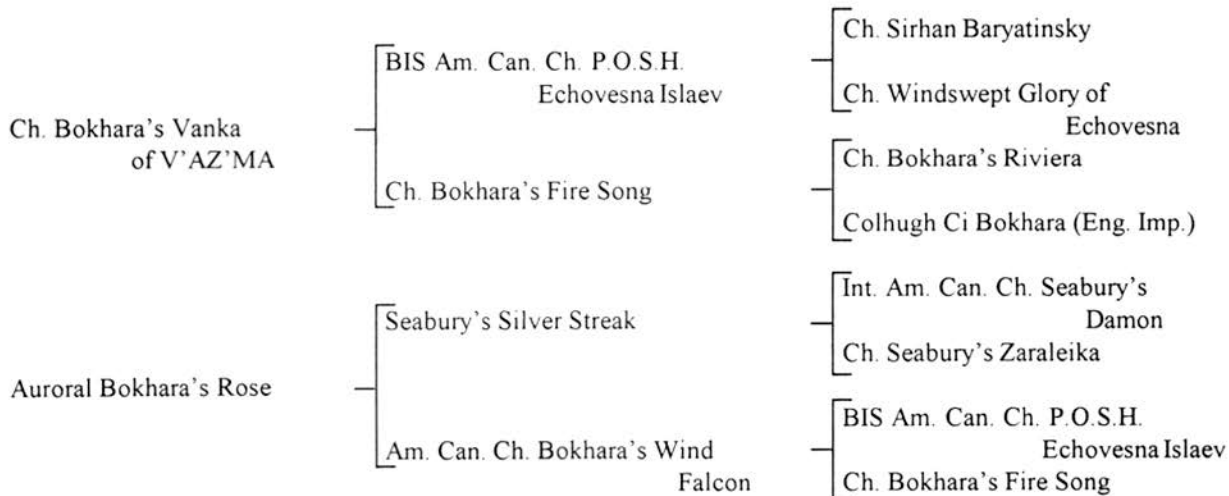 Ch. Bokhara's Vanka
of V'AZ'MA
BIS Am. Can. Ch. P.O.S.H.
Echovesna Islaev
Ch. Bokhara's Fire Song
Ch. Sirhan Baryatinsky
Ch. Windswept Glory of
Echovesna
Ch. Bokhara's Riviera
Colhugh Ci Bokhara (Eng. Imp.)
Auroral Bokhara's Rose
Seabury's Silver Streak
Am. Can. Ch. Bokhara's Wind
Falcon
Int. Am. Can. Ch. Seabury's
Damon
Ch. Seabury's Zaraleika
BIS Am. Can. Ch. P.O.S.H.
Echovesna Islaev
Ch. Bokhara's Fire Song